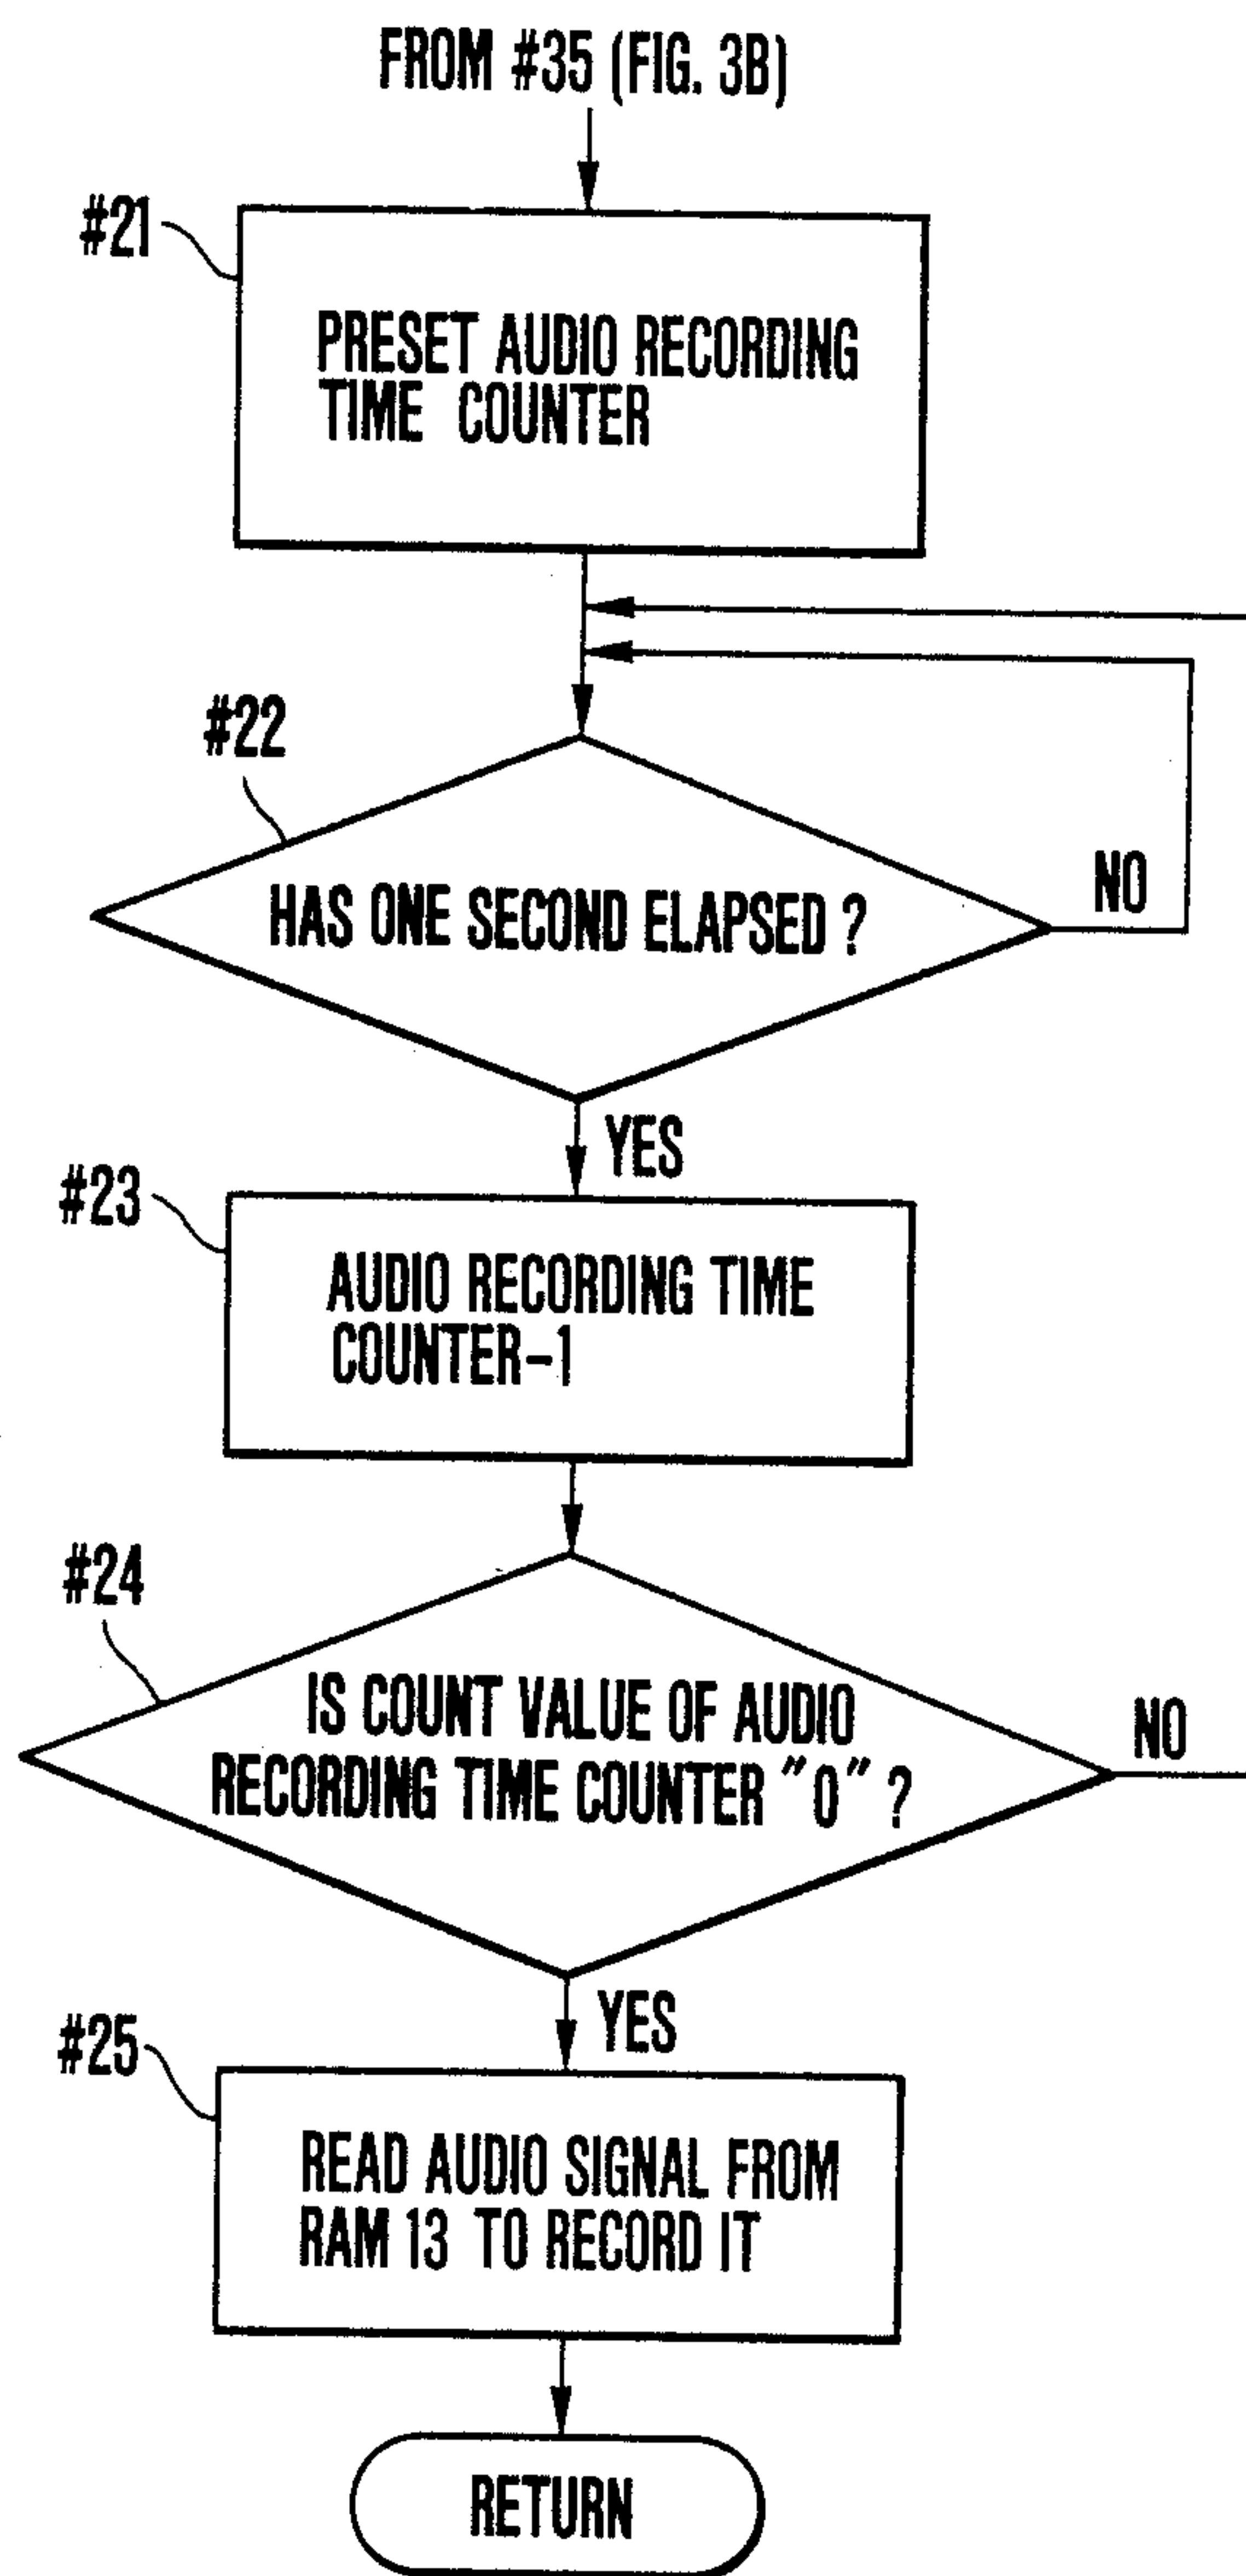 FROM #35 (FIG. 3B)
#21
PRESET AUDIO RECORDING
TIME COUNTER
#22
HAS ONE SECOND ELAPSED ?
NO
YES
#23
AUDIO RECORDING TIME
COUNTER-1
#24
IS COUNT VALUE OF AUDIO
RECORDING TIME COUNTER "0" ?
NO
YES
#25
READ AUDIO SIGNAL FROM
RAM 13 TO RECORD IT
RETURN